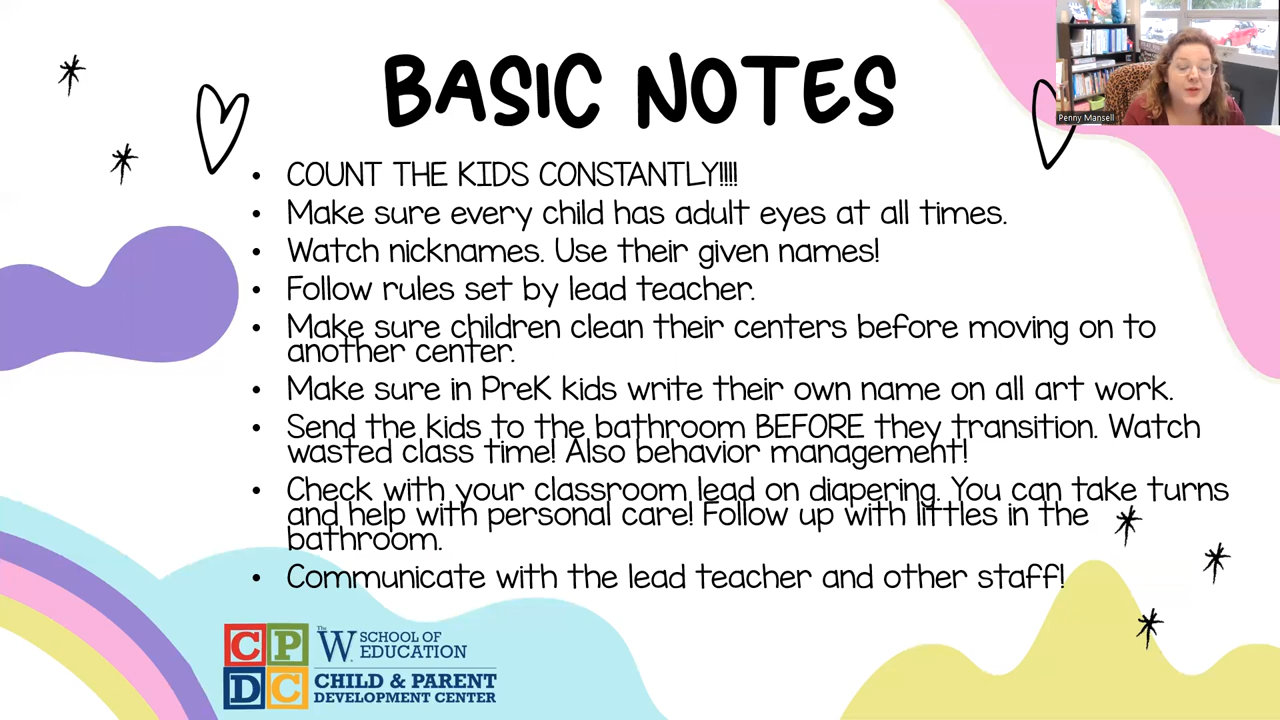 BASIC NOTES
Penny Mansell
• COUNT THE KIDS CONSTANTLY!!!!
• Make sure every child has adult eyes at all times.
• Watch nicknames. Use their given names!
• Follow rules set by lead teacher.
• Make sure children clean their centers before moving on to
another center.
• Make sure in PreK kids write their own name on all art work.
• Send the kids to the bathroom BEFORE they transition. Watch
wasted class time! Also behavior management!
• Check with your classroom lead on diapering. You can take turns
and help with personal care! Follow up with littles in the
bathroom.
• Communicate with the lead teacher and other staff!
CP
DC
The W. SCHOOL OF
EDUCATION
CHILD & PARENT
DEVELOPMENT CENTER